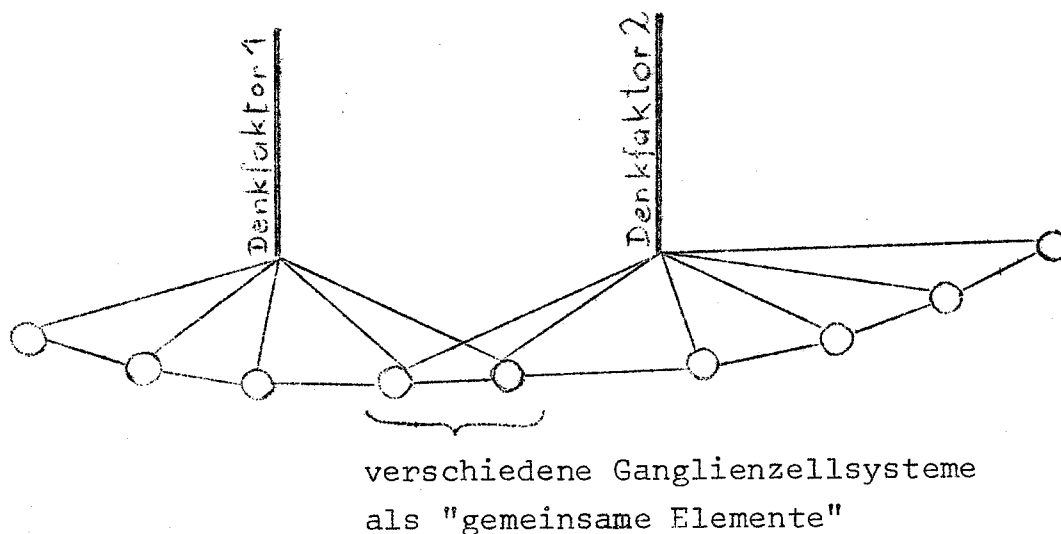 Denkfaktor 1
Denkfaktor 2
verschiedene Ganglienzellsysteme
als "gemeinsame Elemente"